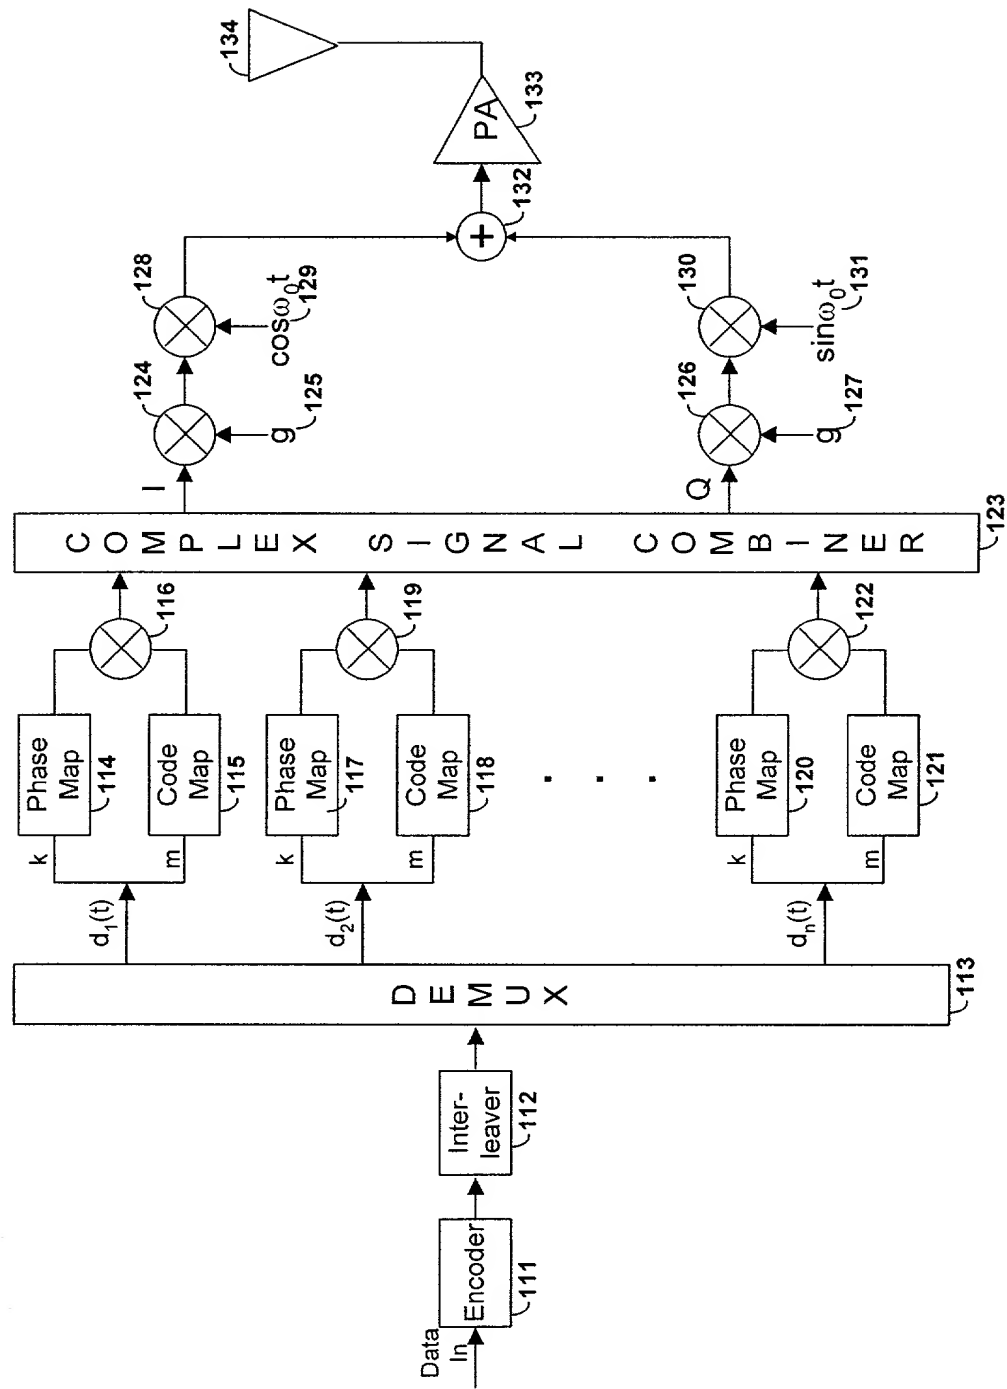 Data
In
Encoder
111
Inter-
leaver
112
DEMUX
113
d1(t)
k
m
Phase
Map
114
Code
Map
115
116
d2(t)
k
m
Phase
Map
117
Code
Map
118
119
. . .
dn(t)
k
m
Phase
Map
120
Code
Map
121
122
COMPLEX SIGNAL COMBINER
123
I
124
g
125
128
cosω0t
129
Q
126
g
127
130
sinω0t
131
+
132
PA
133
134